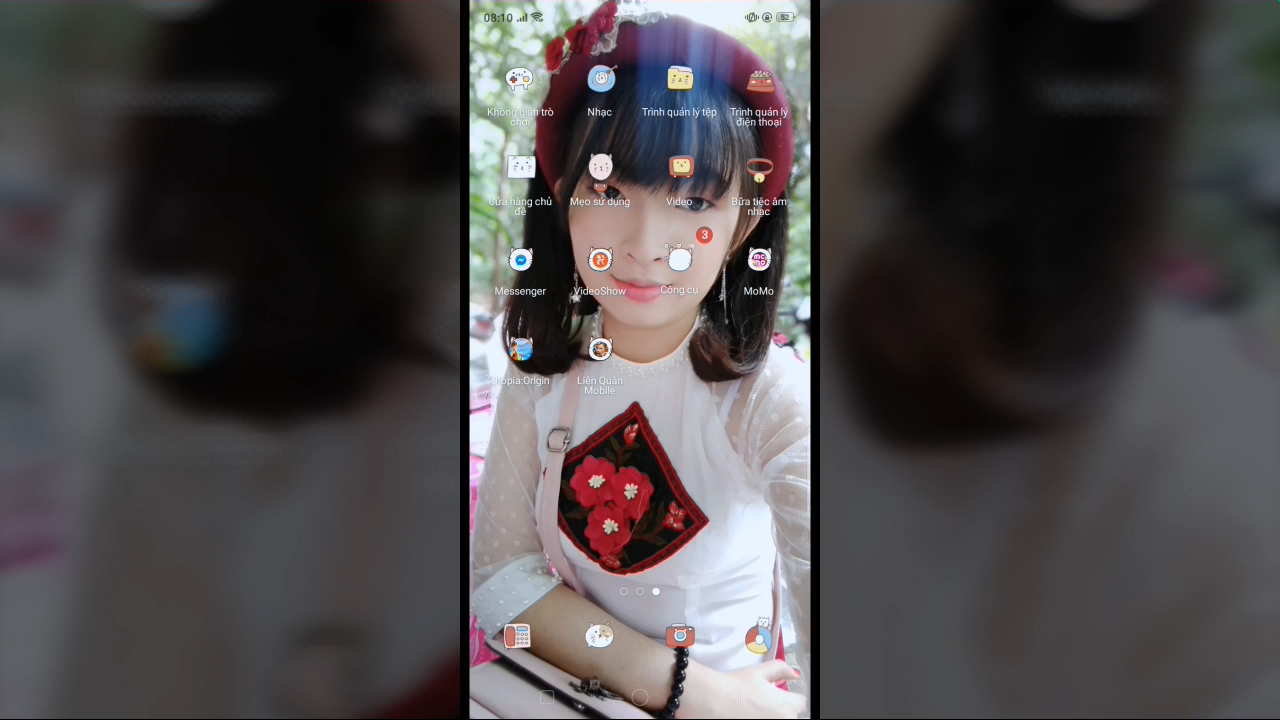 08:10
52
Không gian trò
chơi
Nhạc
Trình quản lý tệp
Trình quản lý
điện thoại
Cửa hàng chủ
đề
Mẹo sử dụng
Video
Bữa tiệc âm
nhạc
3
Messenger
VideoShow
Công cụ
MoMo
Utopia:Origin
Liên Quân
Mobile